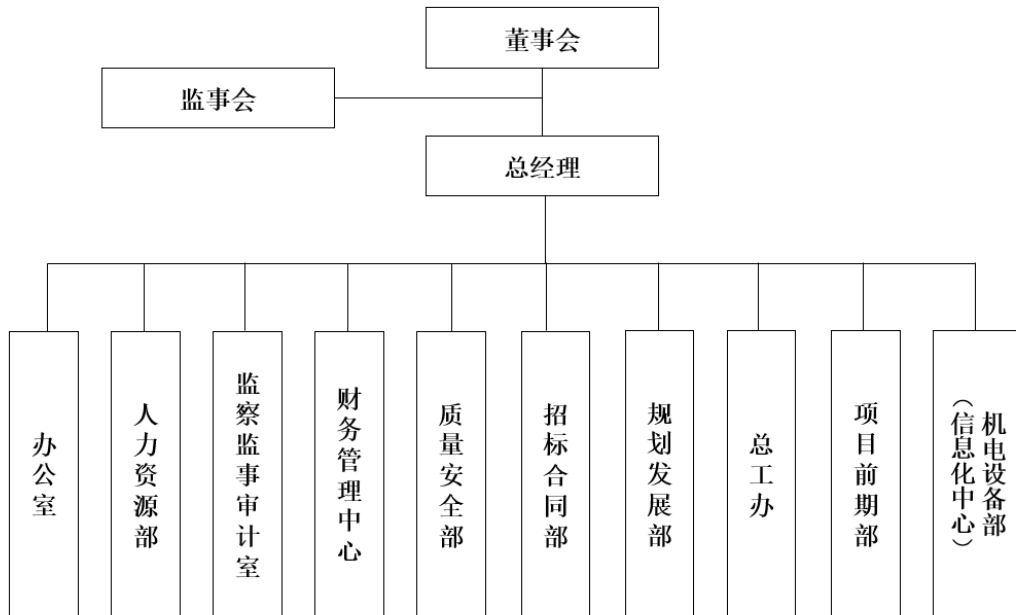 董事会
监事会
总经理
办公室
人力资源部
监察监事审计室
财务管理中心
质量安全部
招标合同部
规划发展部
总工办
项目前期部
机电设备部
（信息化中心）